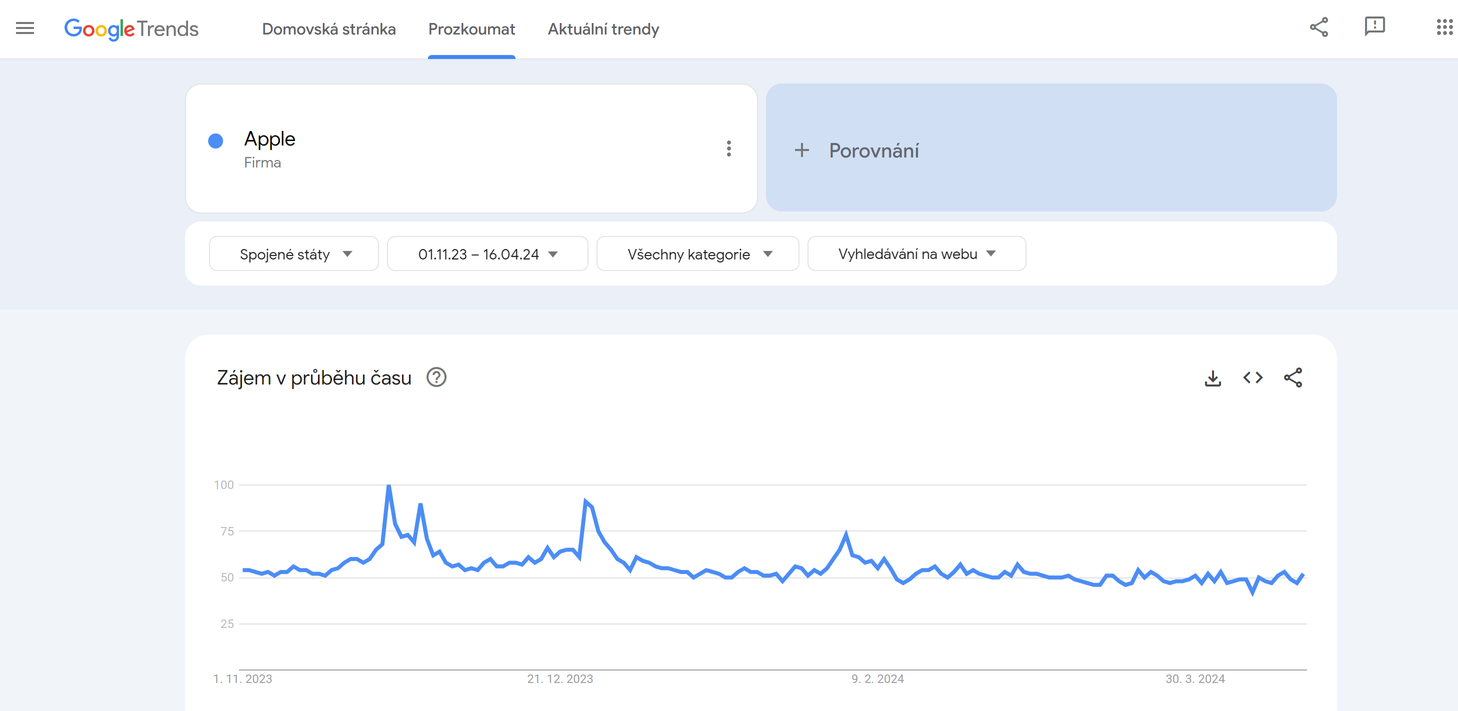 Google Trends Domovská stránka Prozkoumat Aktuální trendy
Apple
Firma
+ Porovnání
Spojené státy 01.11.23 – 16.04.24 Všechny kategorie Vyhledávání na webu
Zájem v průběhu času
100
75
50
25
1. 11. 2023 21. 12. 2023 9. 2. 2024 30. 3. 2024